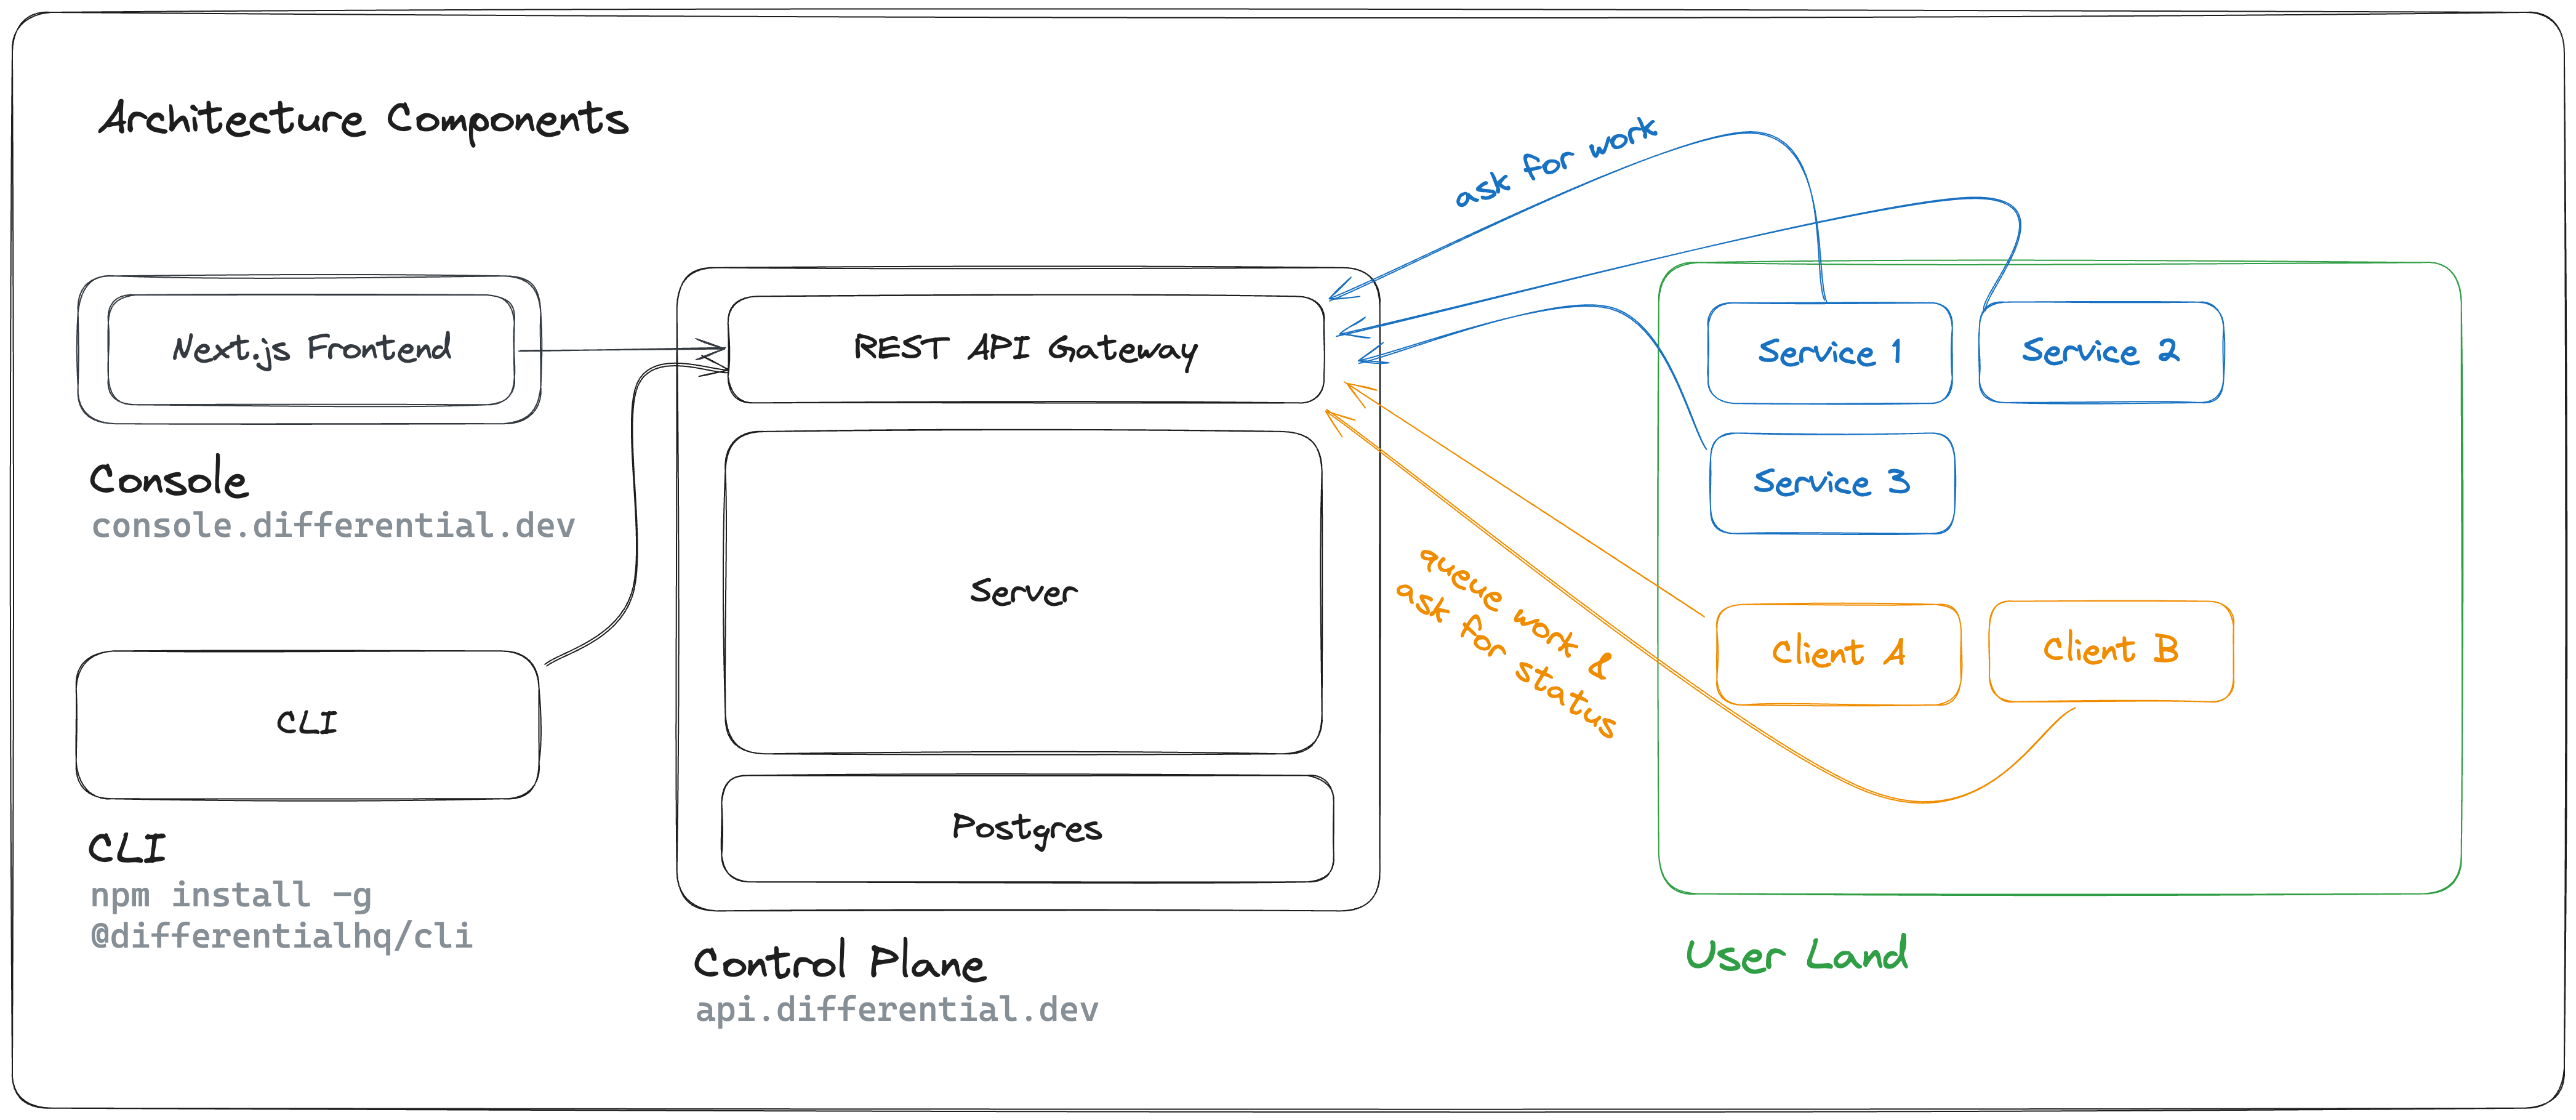 Architecture Components
ask for work
Next.js Frontend
Console
console.differential.dev
CLI
CLI
npm install -g
@differentialhq/cli
REST API Gateway
Server
Postgres
Control Plane
api.differential.dev
queue work &
ask for status
Service 1
Service 2
Service 3
Client A
Client B
User Land